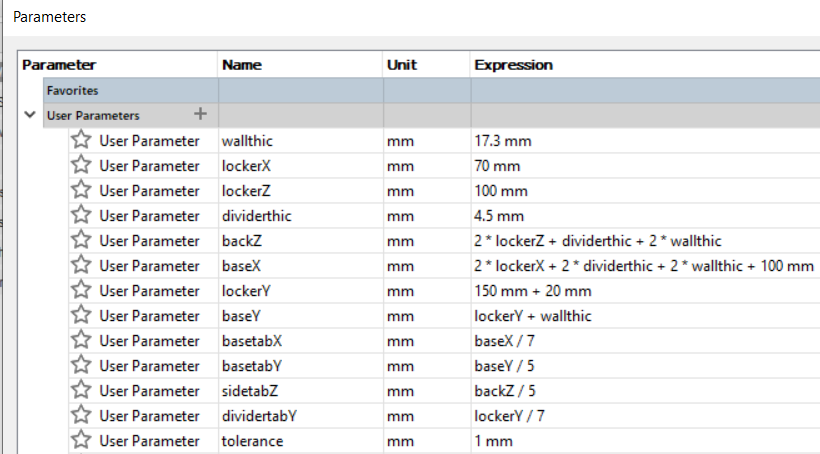 Parameters
Parameter Name Unit Expression
Favorites
User Parameters +
User Parameter wallthic mm 17.3 mm
User Parameter lockerX mm 70 mm
User Parameter lockerZ mm 100 mm
User Parameter dividerthic mm 4.5 mm
User Parameter backZ mm 2 * lockerZ + dividerthic + 2 * wallthic
User Parameter baseX mm 2 * lockerX + 2 * dividerthic + 2 * wallthic + 100 mm
User Parameter lockerY mm 150 mm + 20 mm
User Parameter baseY mm lockerY + wallthic
User Parameter basetabX mm baseX / 7
User Parameter basetabY mm baseY / 5
User Parameter sidetabZ mm backZ / 5
User Parameter dividertabY mm lockerY / 7
User Parameter tolerance mm 1 mm